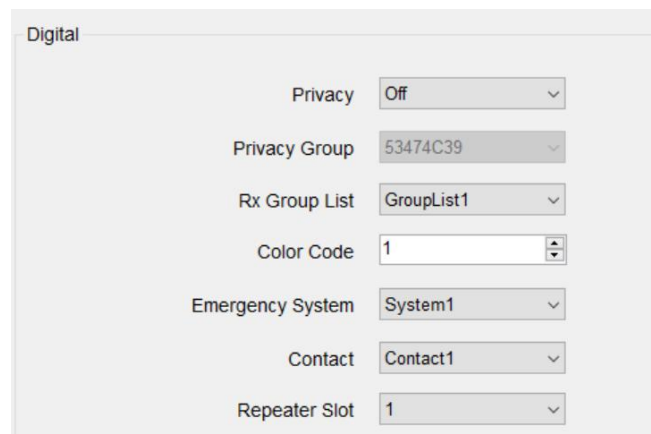 Digital
Privacy Off
Privacy Group 53474C39
Rx Group List GroupList1
Color Code 1
Emergency System System1
Contact Contact1
Repeater Slot 1